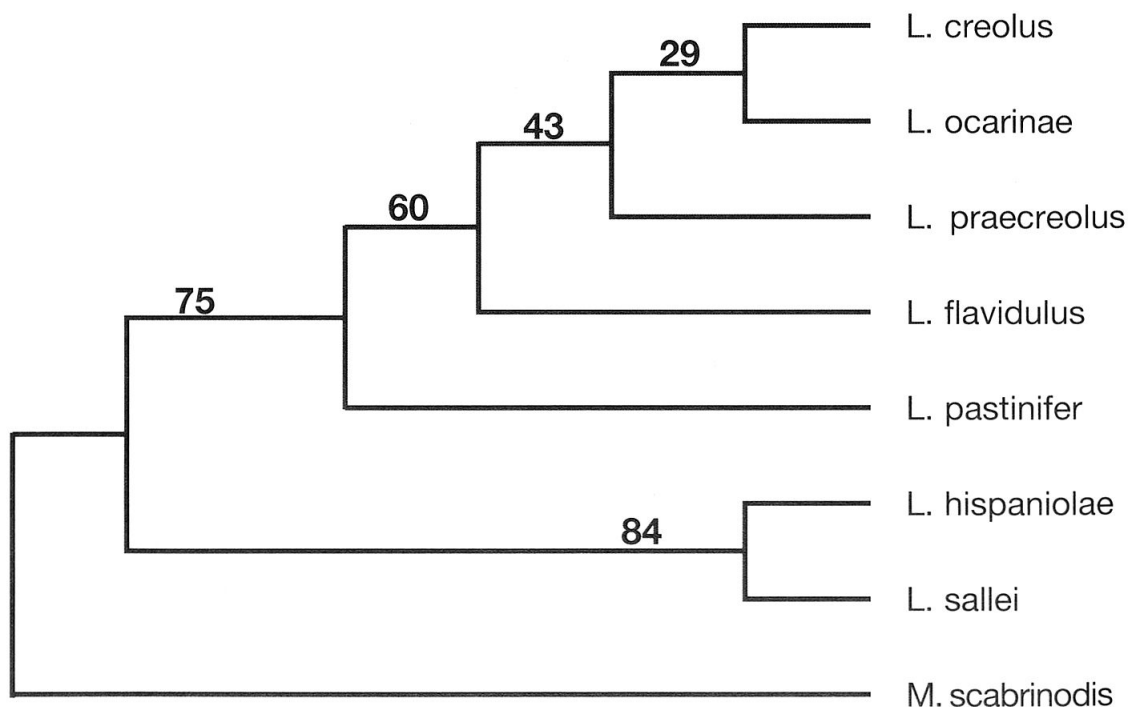 L. creolus
29
L. ocarinae
43
L. praecreolus
60
L. flavidulus
75
L. pastinifer
L. hispaniolae
84
L. sallei
M. scabrinodis